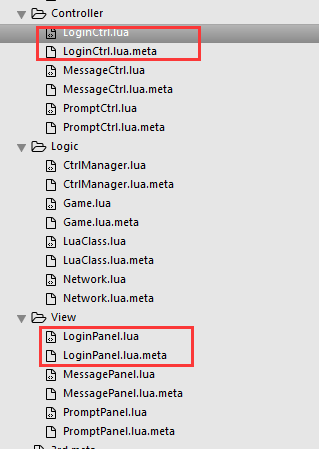 Controller
LoginCtrl.lua
LoginCtrl.lua.meta
MessageCtrl.lua
MessageCtrl.lua.meta
PromptCtrl.lua
PromptCtrl.lua.meta
Logic
CtrlManager.lua
CtrlManager.lua.meta
Game.lua
Game.lua.meta
LuaClass.lua
LuaClass.lua.meta
Network.lua
Network.lua.meta
View
LoginPanel.lua
LoginPanel.lua.meta
MessagePanel.lua
MessagePanel.lua.meta
PromptPanel.lua
PromptPanel.lua.meta
3rd.meta